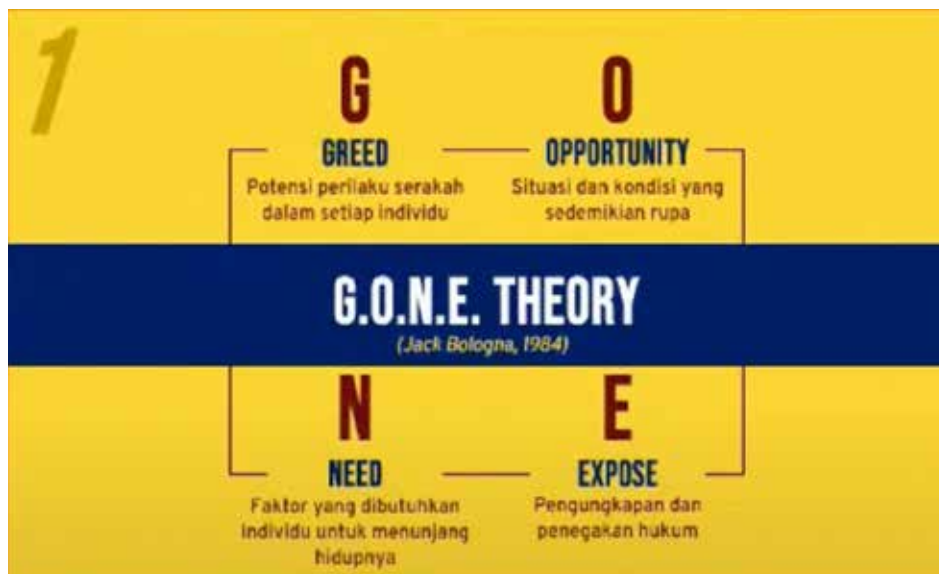 1
G
GREED
Potensi perilaku serakah
dalam setiap individu
O
OPPORTUNITY
Situasi dan kondisi yang
sedemikian rupa
G.O.N.E. THEORY
(Jack Bologna, 1984)
N
NEED
Faktor yang dibutuhkan
individu untuk menunjang
hidupnya
E
EXPOSE
Pengungkapan dan
penegakan hukum